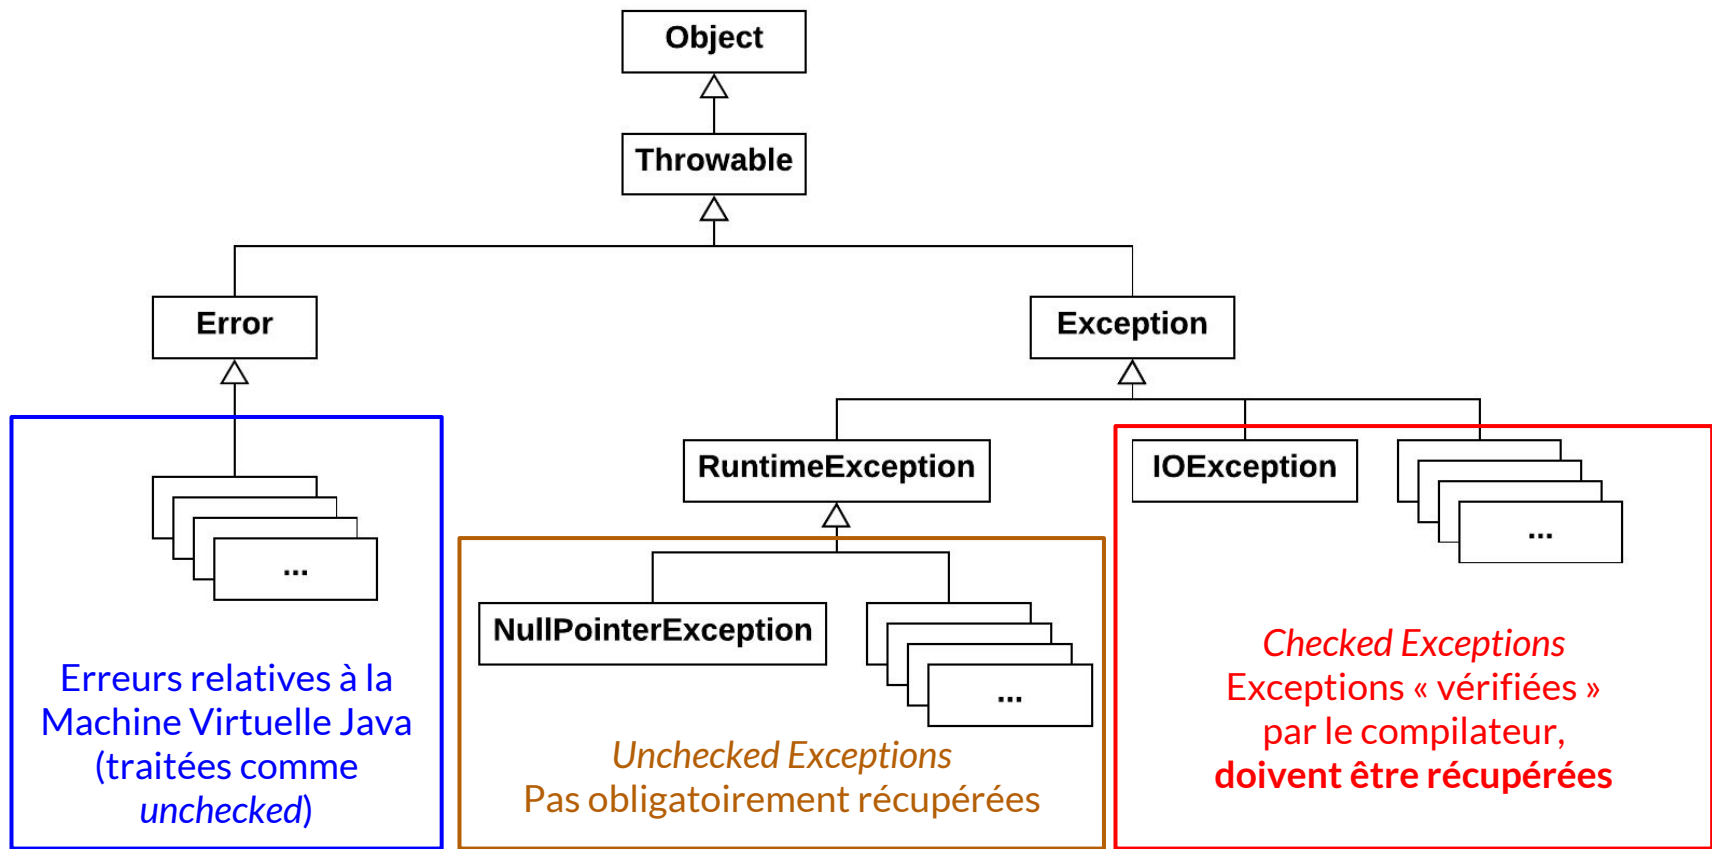 Object
Throwable
Error
Exception
RuntimeException
IOException
...
...
NullPointerException
...
Erreurs relatives à la
Machine Virtuelle Java
(traitées comme
unchecked)
Unchecked Exceptions
Pas obligatoirement récupérées
Checked Exceptions
Exceptions « vérifiées »
par le compilateur,
doivent être récupérées